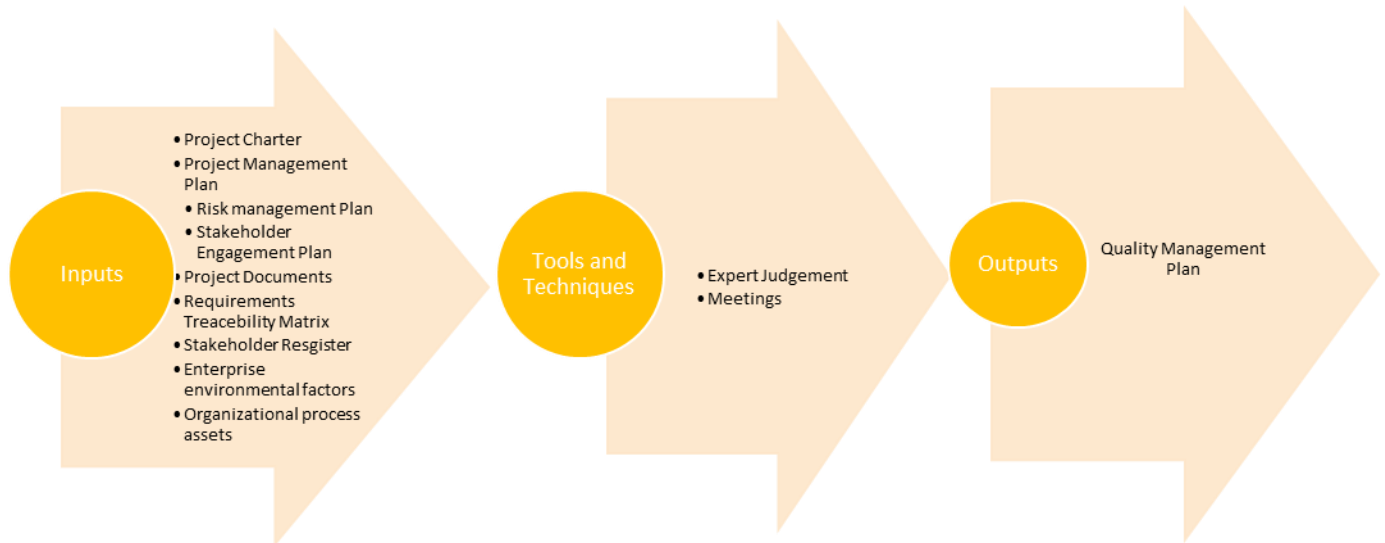 Inputs
• Project Charter
• Project Management
Plan
• Risk management Plan
• Stakeholder
Engagement Plan
• Project Documents
• Requirements
Treacebility Matrix
• Stakeholder Resgister
• Enterprise
environmental factors
• Organizational process
assets
Tools and
Techniques
• Expert Judgement
• Meetings
Outputs
Quality Management
Plan